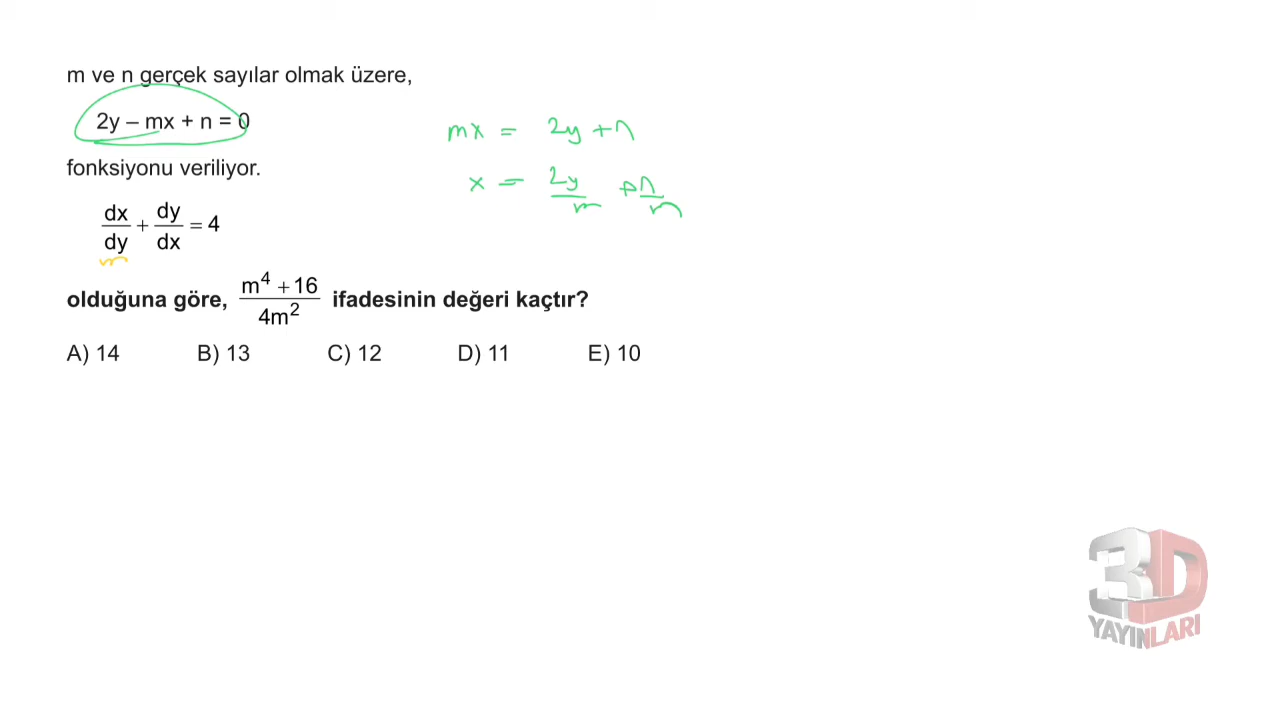 m ve n gerçek sayılar olmak üzere,
2y – mx + n = 0
fonksiyonu veriliyor.
dx/dy + dy/dx = 4
olduğuna göre, (m⁴ + 16)/(4m²) ifadesinin değeri kaçtır?
A) 14 B) 13 C) 12 D) 11 E) 10
mx = 2y + n
x = 2y/m + n/m
3D
YAYINLARI